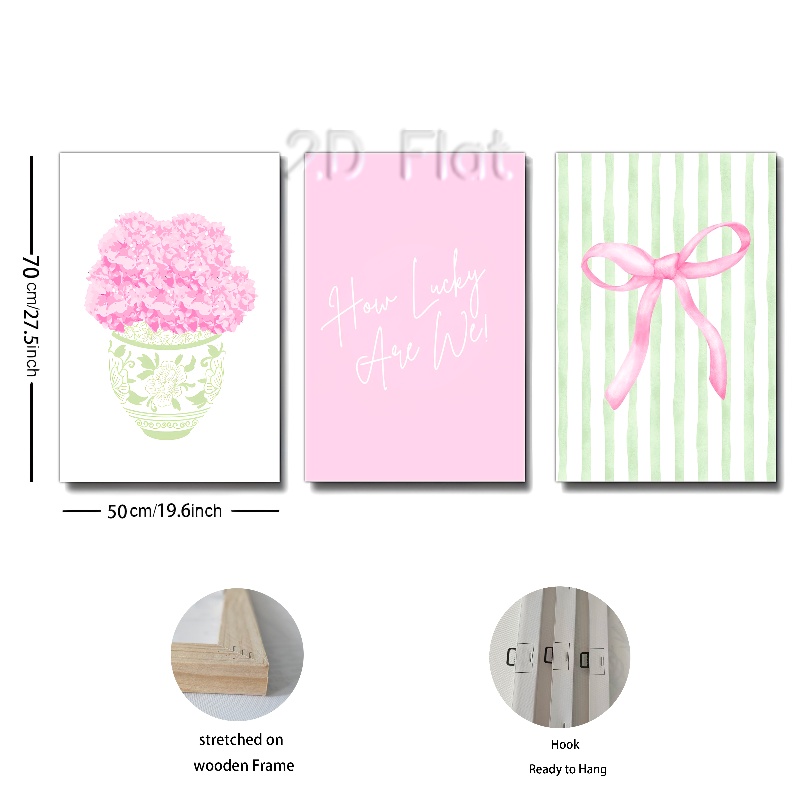 2D Flat
How Lucky
Are We!
70 cm/27.5inch
50cm/19.6inch
stretched on
wooden Frame
Hook
Ready to Hang